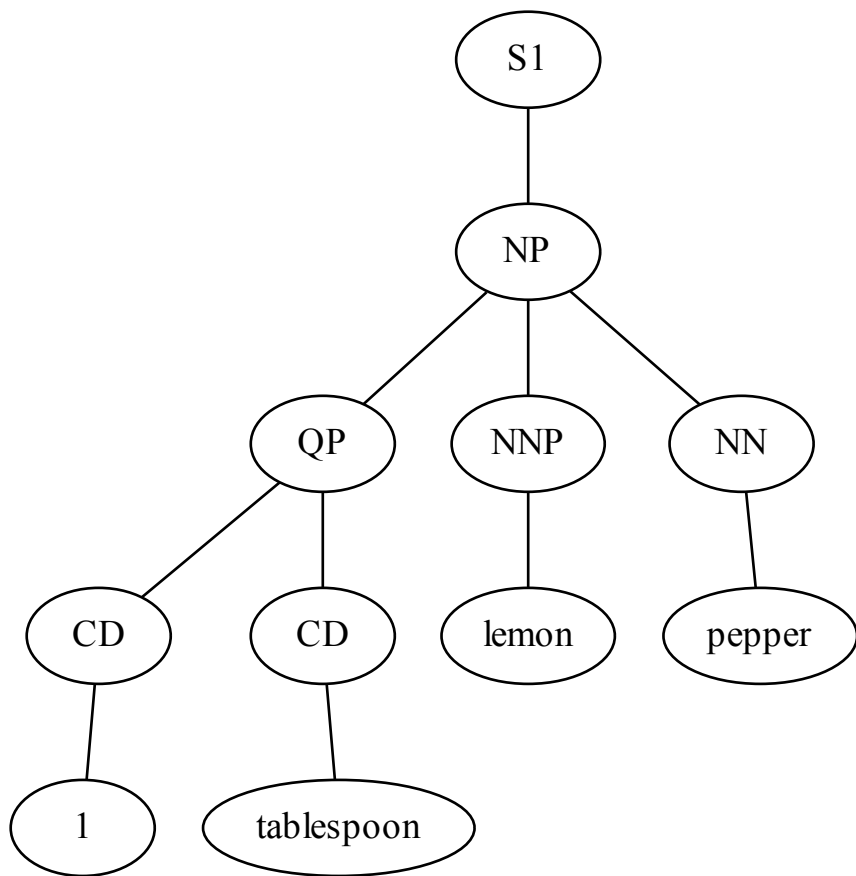 S1
NP
QP NNP NN
CD CD lemon pepper
1 tablespoon